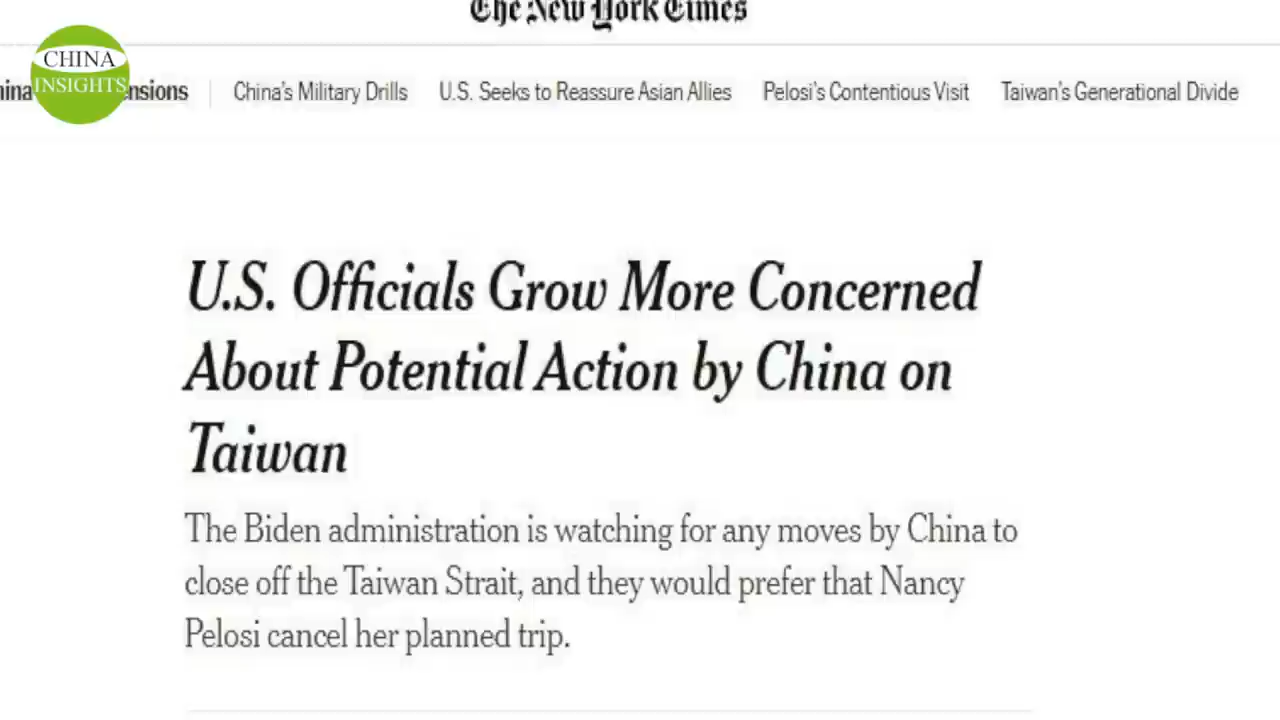 The New York Times
CHINA
INSIGHTS
China's Military Drills
U.S. Seeks to Reassure Asian Allies
Pelosi's Contentious Visit
Taiwan's Generational Divide
U.S. Officials Grow More Concerned
About Potential Action by China on
Taiwan
The Biden administration is watching for any moves by China to
close off the Taiwan Strait, and they would prefer that Nancy
Pelosi cancel her planned trip.